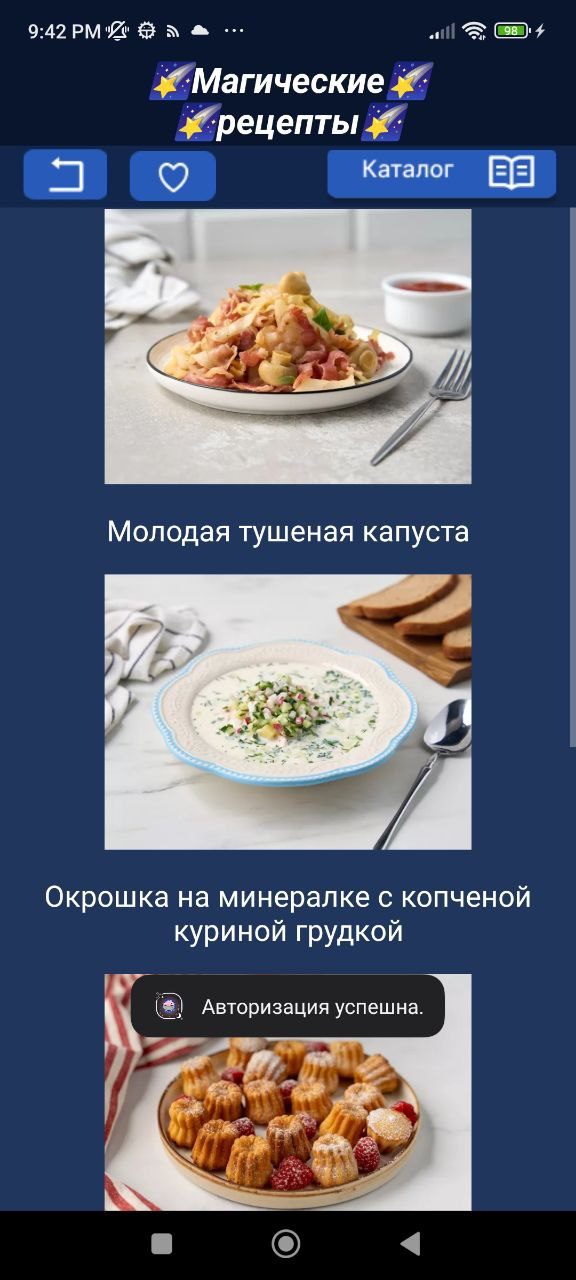 9:42 PM
98
🌠Магические🌠
🌠рецепты🌠
Каталог
Молодая тушеная капуста
Окрошка на минералке с копченой
куриной грудкой
Авторизация успешна.